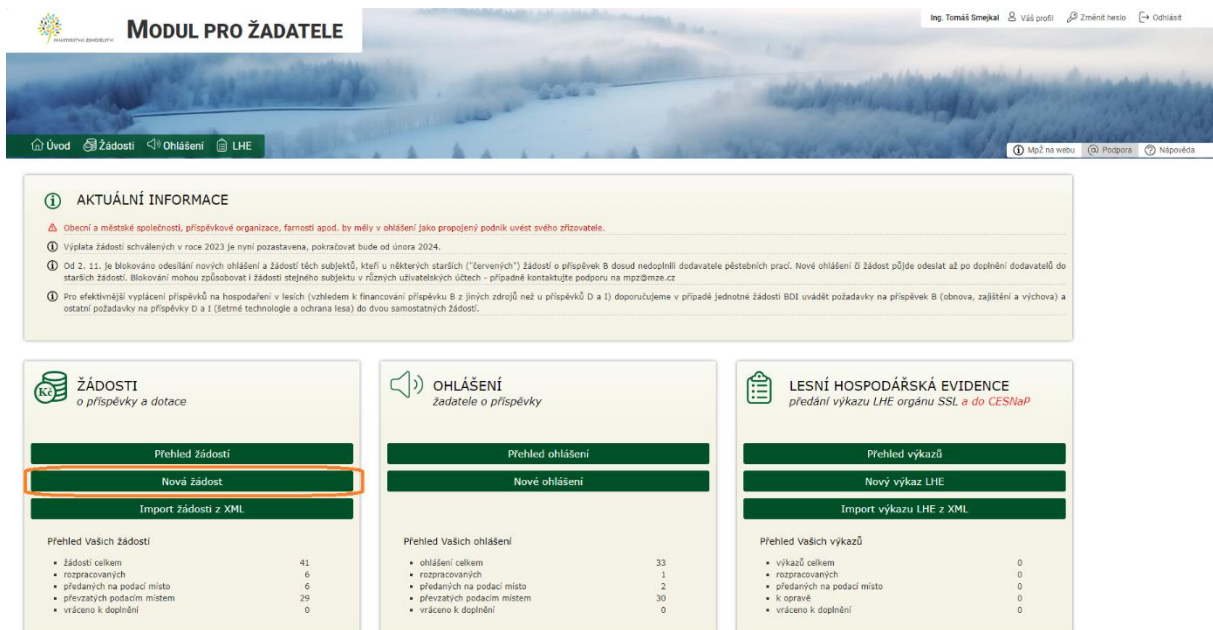 MINISTERSTVO ZEMĚDĚLSTVÍ
MODUL PRO ŽADATELE
Ing. Tomáš Smejkal Váš profil Změnit heslo Odhlásit
Úvod Žádosti Ohlášení LHE
MpŽ na webu Podpora Nápověda
AKTUÁLNÍ INFORMACE
Obecní a městské společnosti, příspěvkové organizace, farnosti apod. by měly v ohlášení jako propojený podnik uvést svého zřizovatele.
Výplata žádostí schválených v roce 2023 je nyní pozastavena, pokračovat bude od února 2024.
Od 2. 11. je blokováno odesílání nových ohlášení a žádostí těch subjektů, kteří u některých starších ("červených") žádostí o příspěvek B dosud nedoplnili dodavatele pěstebních prací. Nové ohlášení či žádost půjde odeslat až po doplnění dodavatelů do
starších žádostí. Blokování mohou způsobovat i žádosti stejného subjektu v různých uživatelských účtech - případně kontaktujte podporu na mpz@mze.cz
Pro efektivnější vyplácení příspěvků na hospodaření v lesích (vzhledem k financování příspěvku B z jiných zdrojů než u příspěvků D a I) doporučujeme v případě jednotné žádosti BDI uvádět požadavky na příspěvek B (obnova, zajištění a výchova) a
ostatní požadavky na příspěvky D a I (šetrné technologie a ochrana lesa) do dvou samostatných žádostí.
Kč
ŽÁDOSTI
o příspěvky a dotace
Přehled žádostí
Nová žádost
Import žádosti z XML
Přehled Vašich žádostí
žádostí celkem 41
rozpracovaných 6
předaných na podací místo 6
převzatých podacím místem 29
vráceno k doplnění 0
OHLÁŠENÍ
žadatele o příspěvky
Přehled ohlášení
Nové ohlášení
Přehled Vašich ohlášení
ohlášení celkem 33
rozpracovaných 1
předaných na podací místo 2
převzatých podacím místem 30
vráceno k doplnění 0
LESNÍ HOSPODÁŘSKÁ EVIDENCE
předání výkazu LHE orgánu SSL a do CESNaP
Přehled výkazů
Nový výkaz LHE
Import výkazu LHE z XML
Přehled Vašich výkazů
výkazů celkem 0
rozpracovaných 0
předaných na podací místo 0
k opravě 0
vráceno k doplnění 0